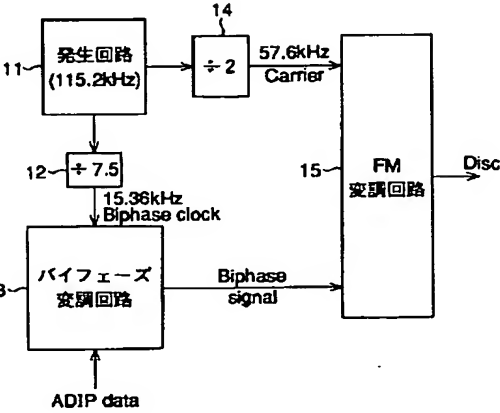 14
発生回路
(115.2kHz)
11
÷2
57.6kHz
Carrier
12
÷7.5
15.36kHz
Biphase clock
15
FM
変調回路
Disc
バイフェーズ
変調回路
3
Biphase
signal
ADIP data